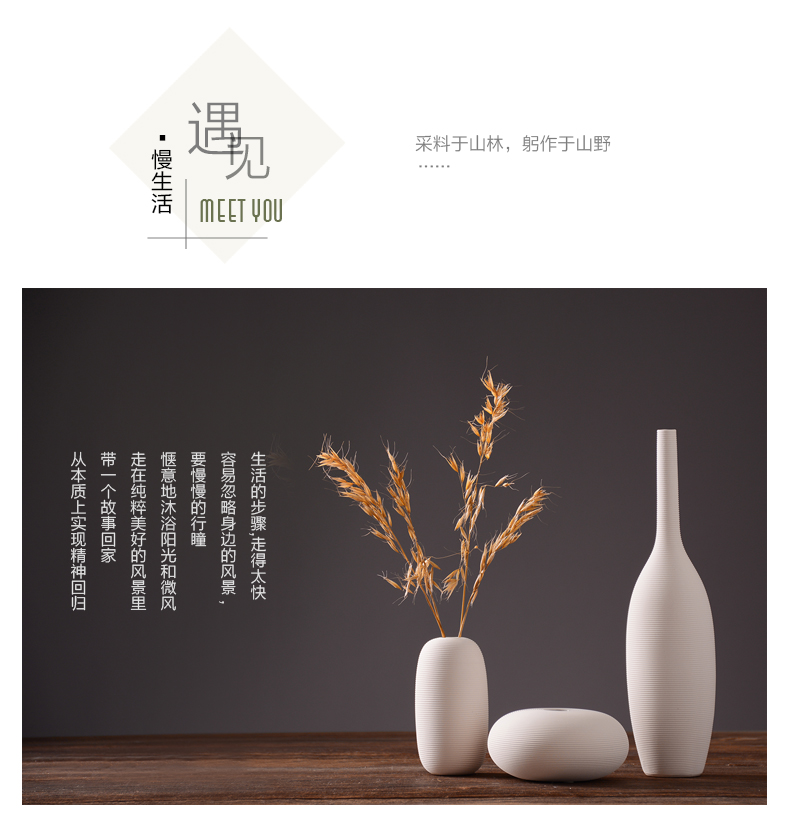 遇见
·慢生活
MEET YOU
采料于山林，躬作于山野
······
生活的步骤,走得太快
容易忽略身边的风景,
要慢慢的行瞳
惬意地沐浴阳光和微风
走在纯粹美好的风景里
带一个故事回家
从本质上实现精神回归